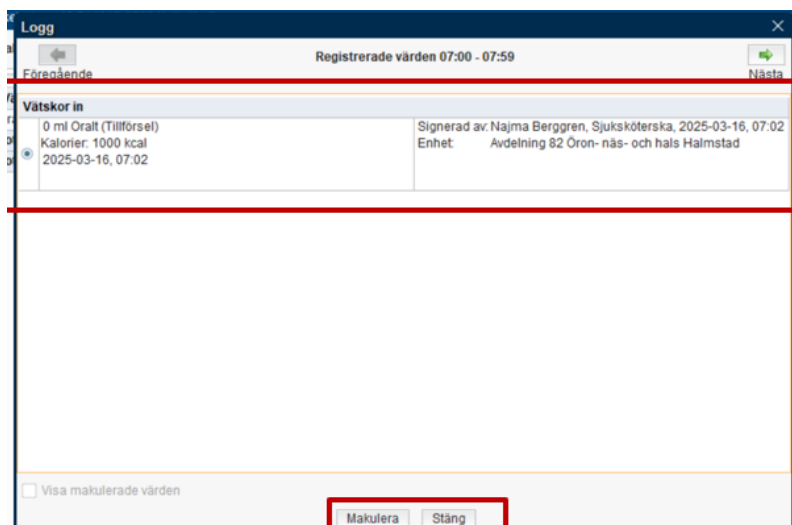 Logg
Registrerade värden 07:00 - 07:59
Föregående
Nästa
Vätskor in
0 ml Oralt (Tillförsel)
Kalorier: 1000 kcal
2025-03-16, 07:02
Signerad av: Najma Berggren, Sjuksköterska, 2025-03-16, 07:02
Enhet: Avdelning 82 Öron- näs- och hals Halmstad
Visa makulerade värden
Makulera
Stäng